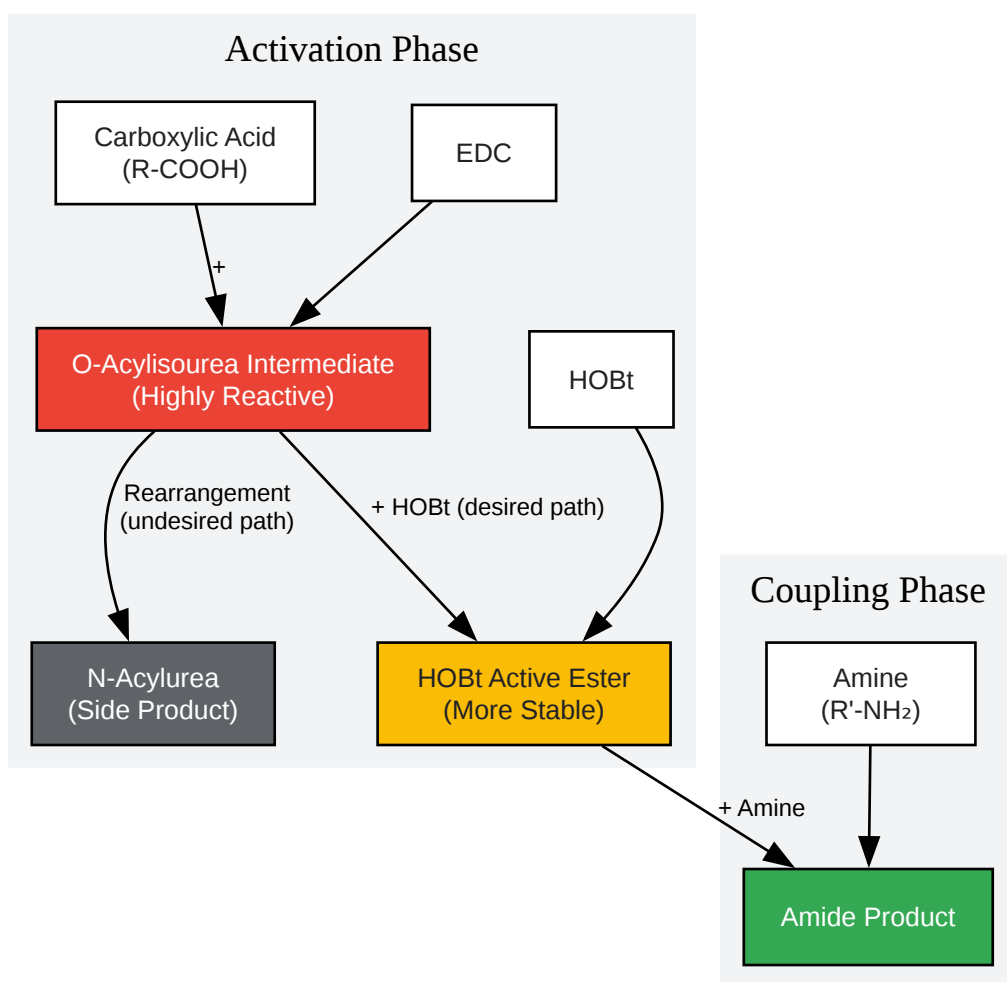 Activation Phase
Carboxylic Acid
(R-COOH)
EDC
+
O-Acylisourea Intermediate
(Highly Reactive)
HOBt
Rearrangement
(undesired path)
+ HOBt (desired path)
Coupling Phase
N-Acylurea
(Side Product)
HOBt Active Ester
(More Stable)
Amine
(R'-NH₂)
+ Amine
Amide Product